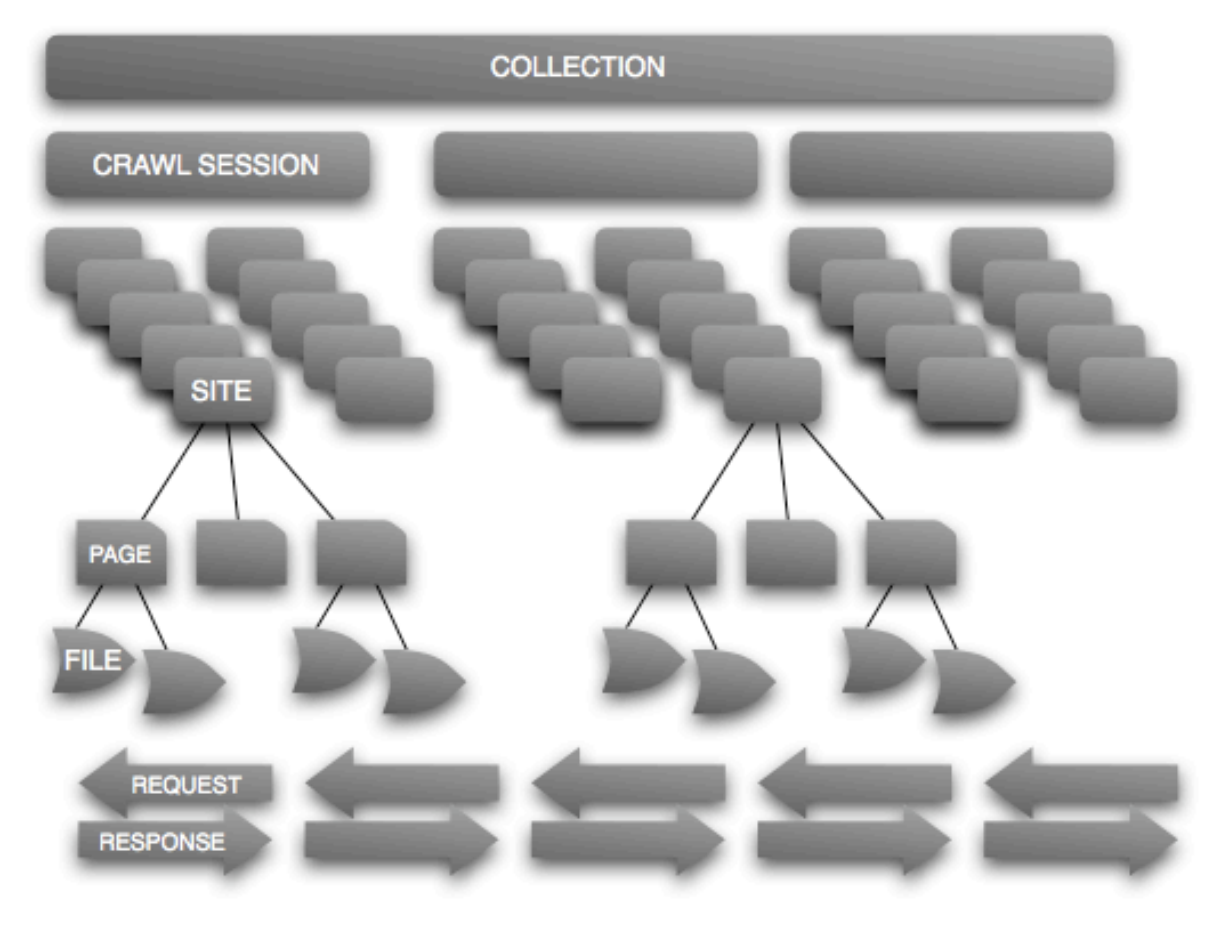 COLLECTION
CRAWL SESSION
SITE
PAGE
FILE
REQUEST
RESPONSE